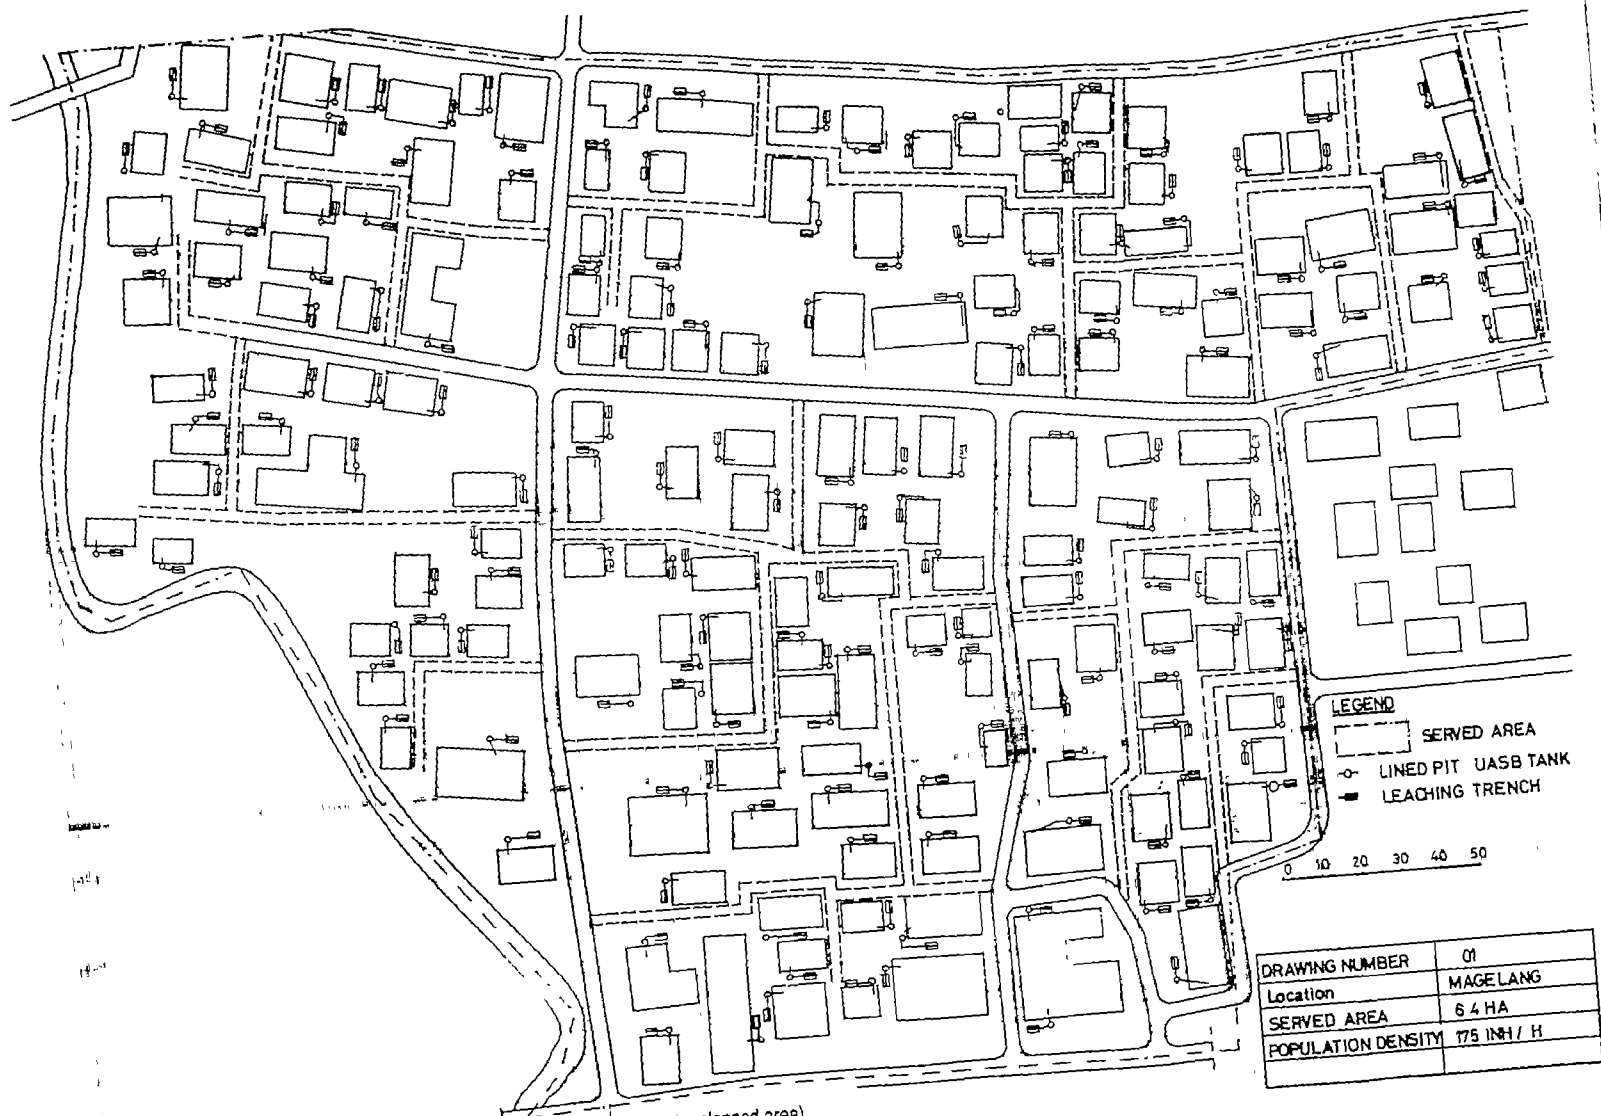 LEGEND
SERVED AREA
LINED PIT UASB TANK
LEACHING TRENCH
0 10 20 30 40 50
DRAWING NUMBER 01
Location MAGELANG
SERVED AREA 6 4 HA
POPULATION DENSITY 175 INH / H
area)